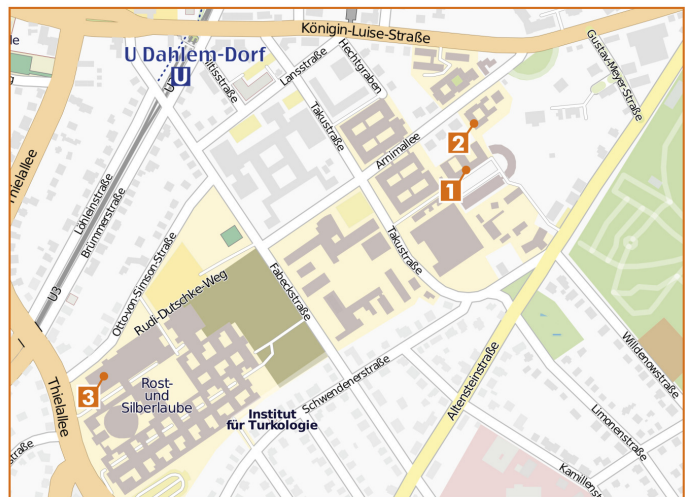 Königin-Luise-Straße
U Dahlem-Dorf
U
Iltisstraße
Lansstraße
Hechtgraben
Gustav-Meyer-Straße
Takustraße
Arnimallee
2
1
Thielallee
Löhleinstraße
Brümmerstraße
Otto-von-Simson-Straße
Rudi-Dutschke-Weg
Fabeckstraße
Takustraße
U3
Altensteinstraße
Willdenowstraße
3
Rost-
und
Silberlaube
Institut
für Turkologie
Schwendenerstraße
Limonenstraße
Thielallee